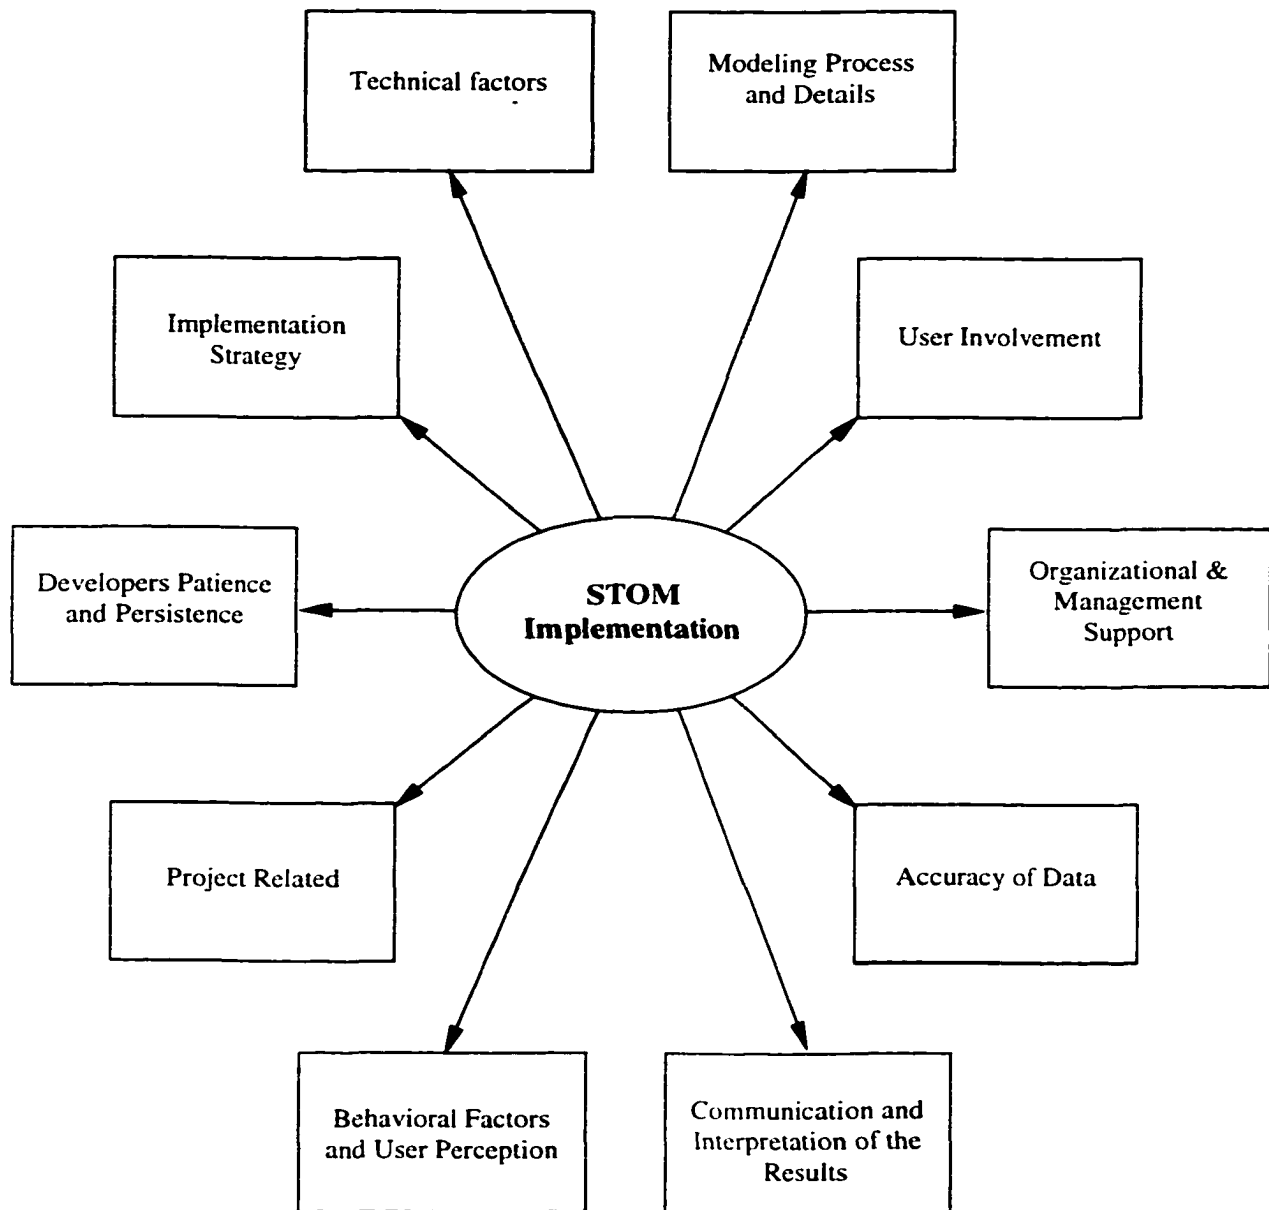 Technical factors
Modeling Process
and Details
Implementation
Strategy
User Involvement
Developers Patience
and Persistence
STOM
Implementation
Organizational &
Management
Support
Project Related
Accuracy of Data
Behavioral Factors
and User Perception
Communication and
Interpretation of the
Results